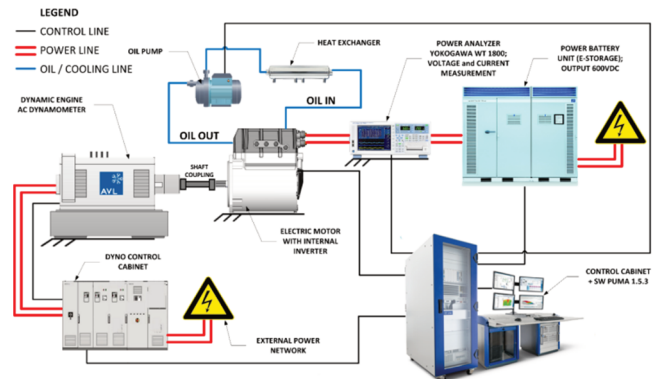 LEGEND
CONTROL LINE
POWER LINE
OIL / COOLING LINE
OIL PUMP
HEAT EXCHANGER
POWER ANALYZER
YOKOGAWA WT 1800;
VOLTAGE and CURRENT
MEASUREMENT
POWER BATTERY
UNIT (E-STORAGE);
OUTPUT 600VDC
OIL IN
OIL OUT
DYNAMIC ENGINE
AC DYNAMOMETER
AVL
SHAFT
COUPLING
ELECTRIC MOTOR
WITH INTERNAL
INVERTER
DYNO CONTROL
CABINET
EXTERNAL POWER
NETWORK
CONTROL CABINET
+ SW PUMA 1.5.3